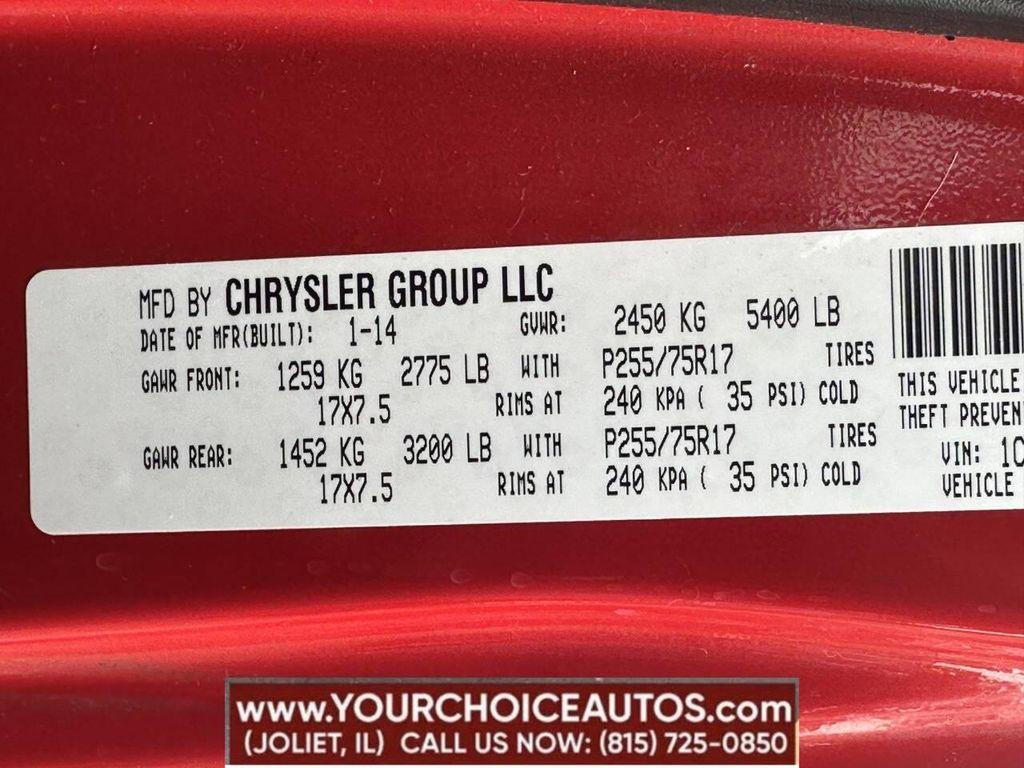 MFD BY CHRYSLER GROUP LLC
DATE OF MFR(BUILT): 1-14 GVWR: 2450 KG 5400 LB
GAWR FRONT: 1259 KG 2775 LB WITH P255/75R17 TIRES
17X7.5 RIMS AT 240 KPA ( 35 PSI) COLD
GAWR REAR: 1452 KG 3200 LB WITH P255/75R17 TIRES
17X7.5 RIMS AT 240 KPA ( 35 PSI) COLD
THIS VEHICLE
THEFT PREVEN
VIN: 1C
VEHICLE
www.YOURCHOICEAUTOS.com
(JOLIET, IL) CALL US NOW: (815) 725-0850